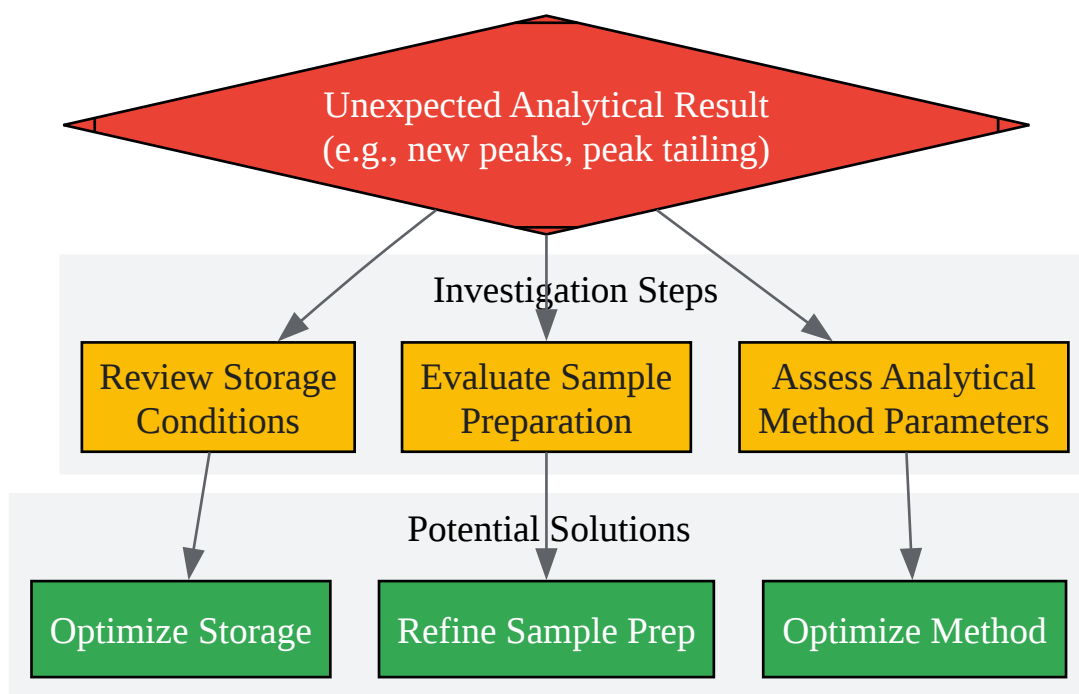 Unexpected Analytical Result
(e.g., new peaks, peak tailing)
Investigation Steps
Review Storage
Conditions
Evaluate Sample
Preparation
Assess Analytical
Method Parameters
Potential Solutions
Optimize Storage
Refine Sample Prep
Optimize Method